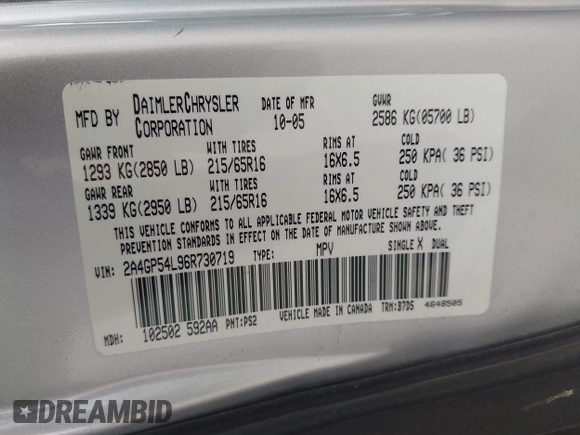 MFD BY DAIMLERCHRYSLER CORPORATION DATE OF MFR 10-05 GVWR 2586 KG(05700 LB)
GAWR FRONT WITH TIRES RIMS AT COLD
1293 KG(2850 LB) 215/65R16 16X6.5 250 KPA( 36 PSI)
GAWR REAR WITH TIRES RIMS AT COLD
1339 KG(2950 LB) 215/65R16 16X6.5 250 KPA( 36 PSI)
THIS VEHICLE CONFORMS TO ALL APPLICABLE FEDERAL MOTOR VEHICLE SAFETY AND THEFT
PREVENTION STANDARDS IN EFFECT ON THE DATE OF MANUFACTURE SHOWN ABOVE.
VIN: 2A4GP54L96R730719 TYPE: MPV SINGLE X DUAL
MDH: 102502 592AA PNT:PS2 VEHICLE MADE IN CANADA TRM:B7D5 4648505
DREAMBID